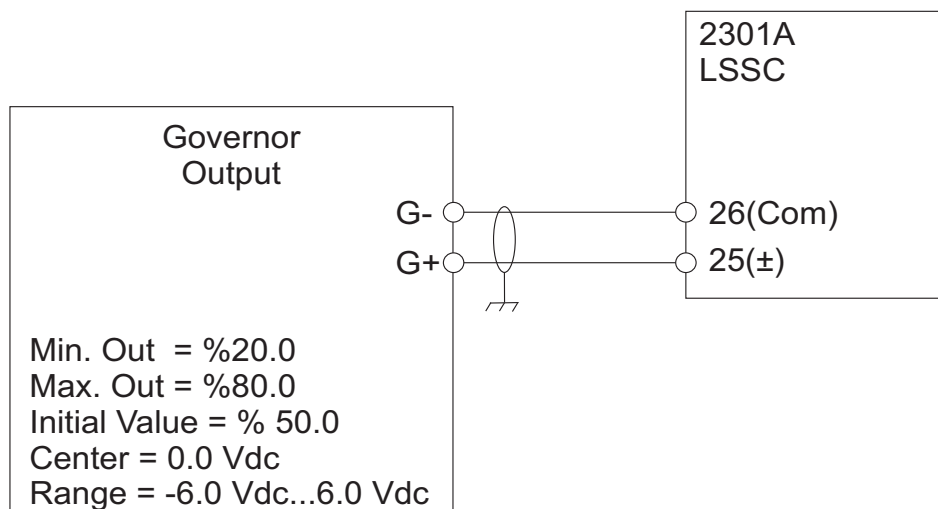 2301A
LSSC
Governor
Output
G-
26(Com)
G+
25(±)
Min. Out = %20.0
Max. Out = %80.0
Initial Value = % 50.0
Center = 0.0 Vdc
Range = -6.0 Vdc...6.0 Vdc